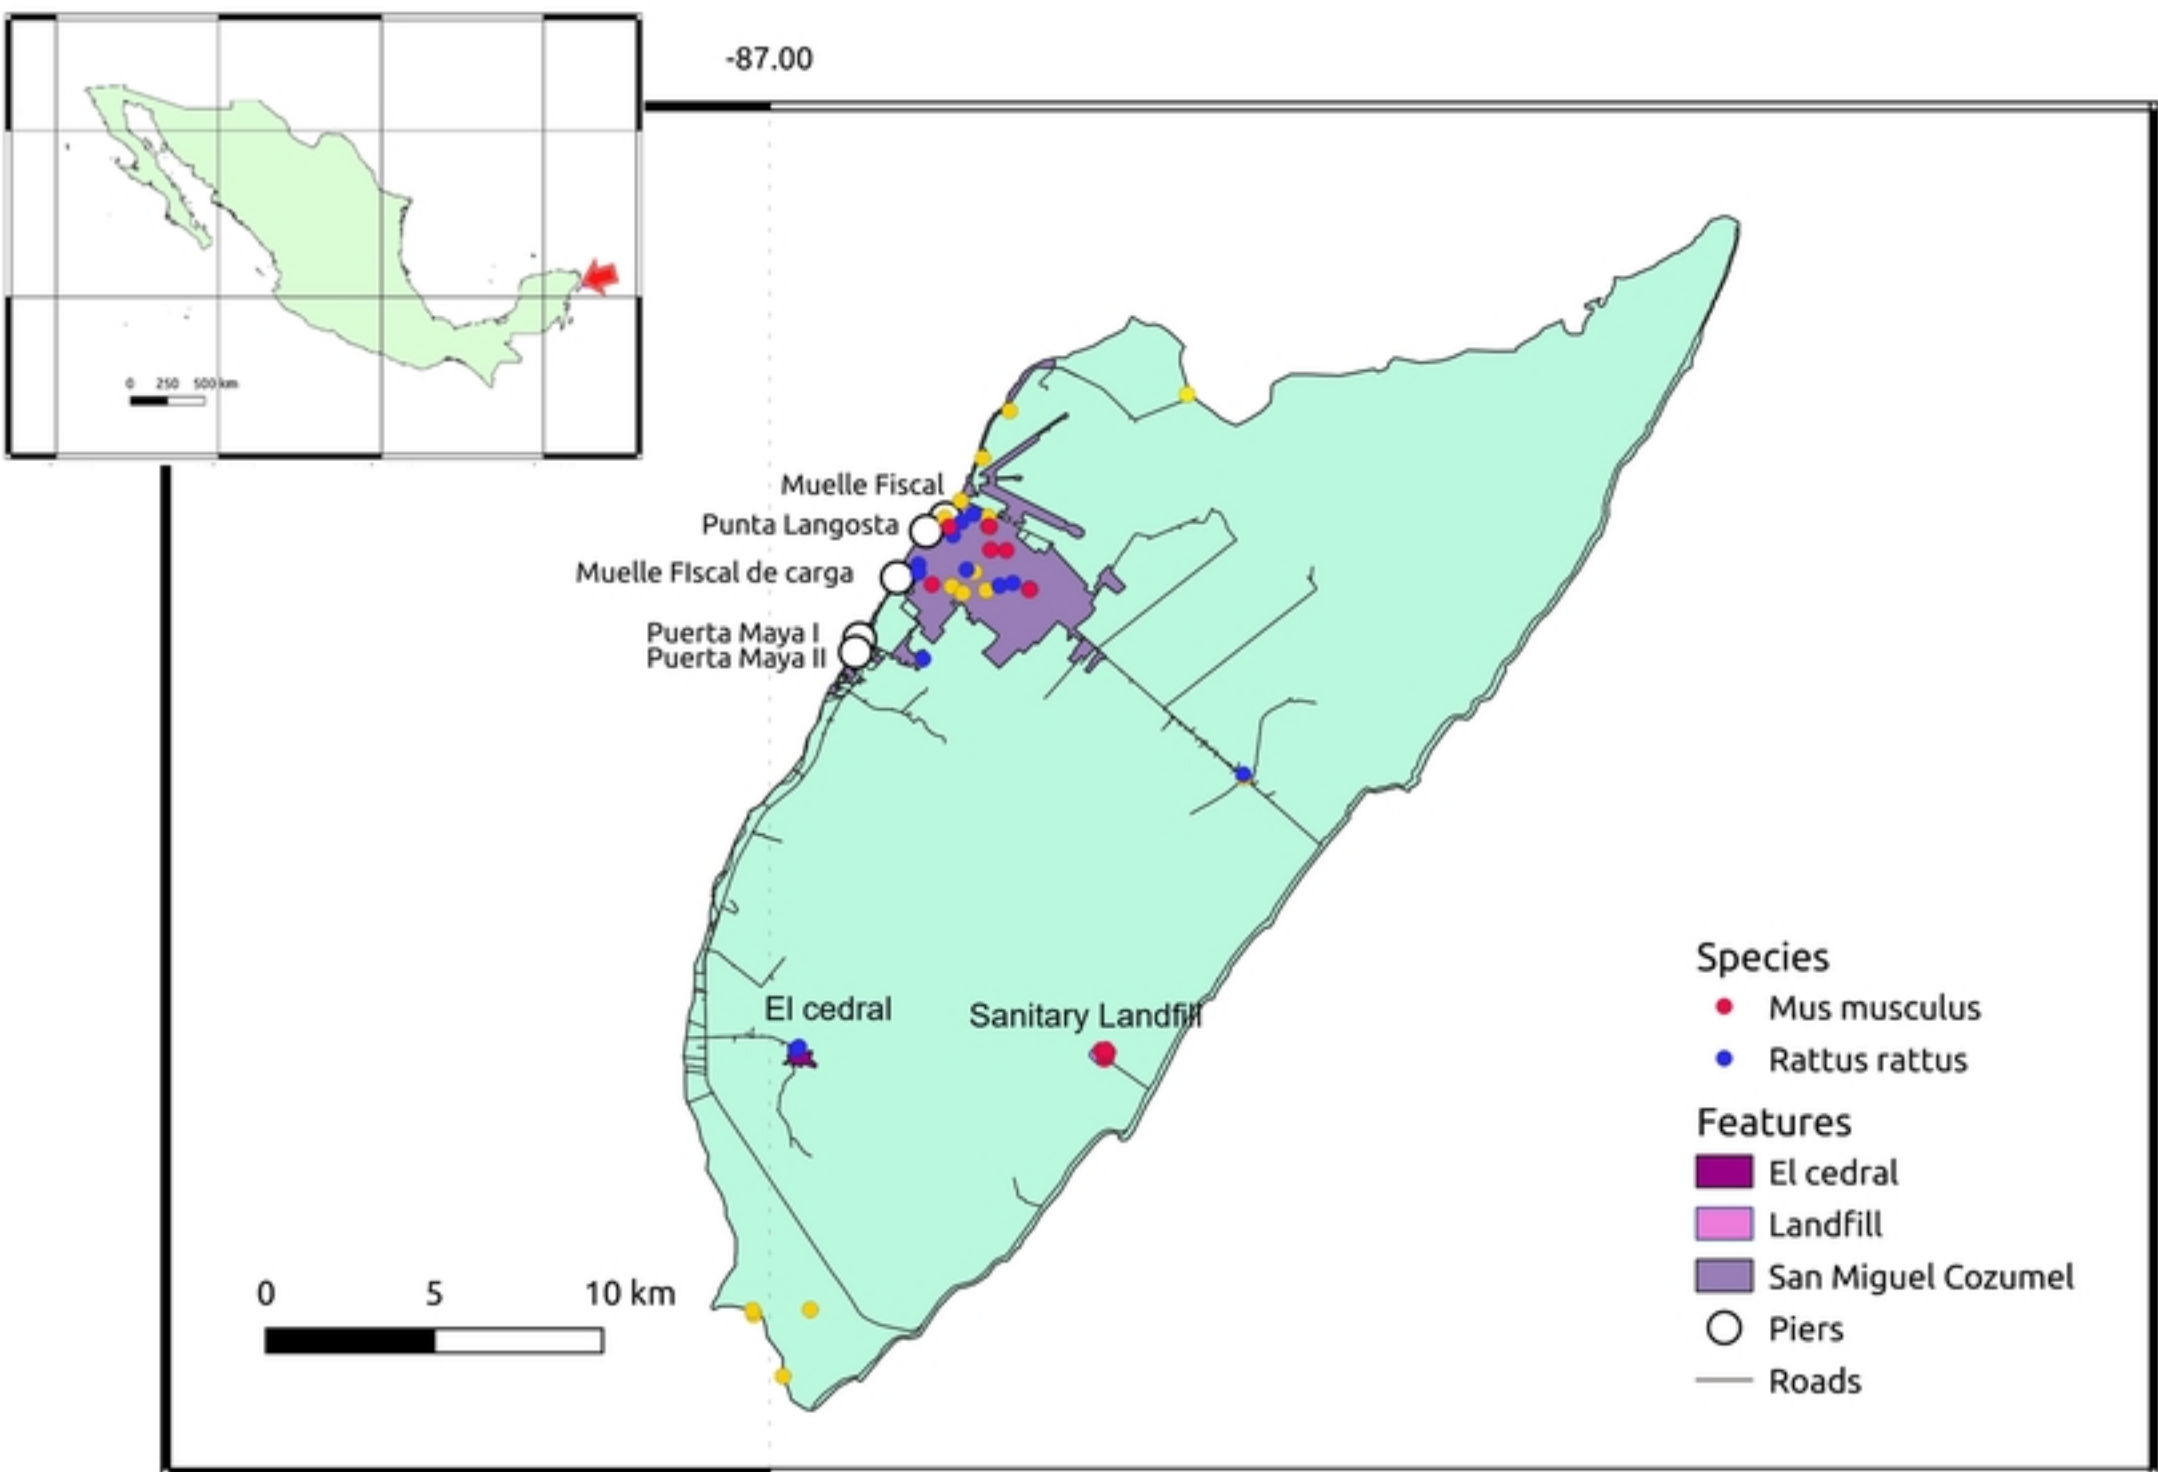 -87.00
0 250 500 km
Muelle Fiscal
Punta Langosta
Muelle FIscal de carga
Puerta Maya I
Puerta Maya II
El cedral
Sanitary Landfill
Species
Mus musculus
Rattus rattus
Features
El cedral
Landfill
San Miguel Cozumel
Piers
Roads
0 5 10 km